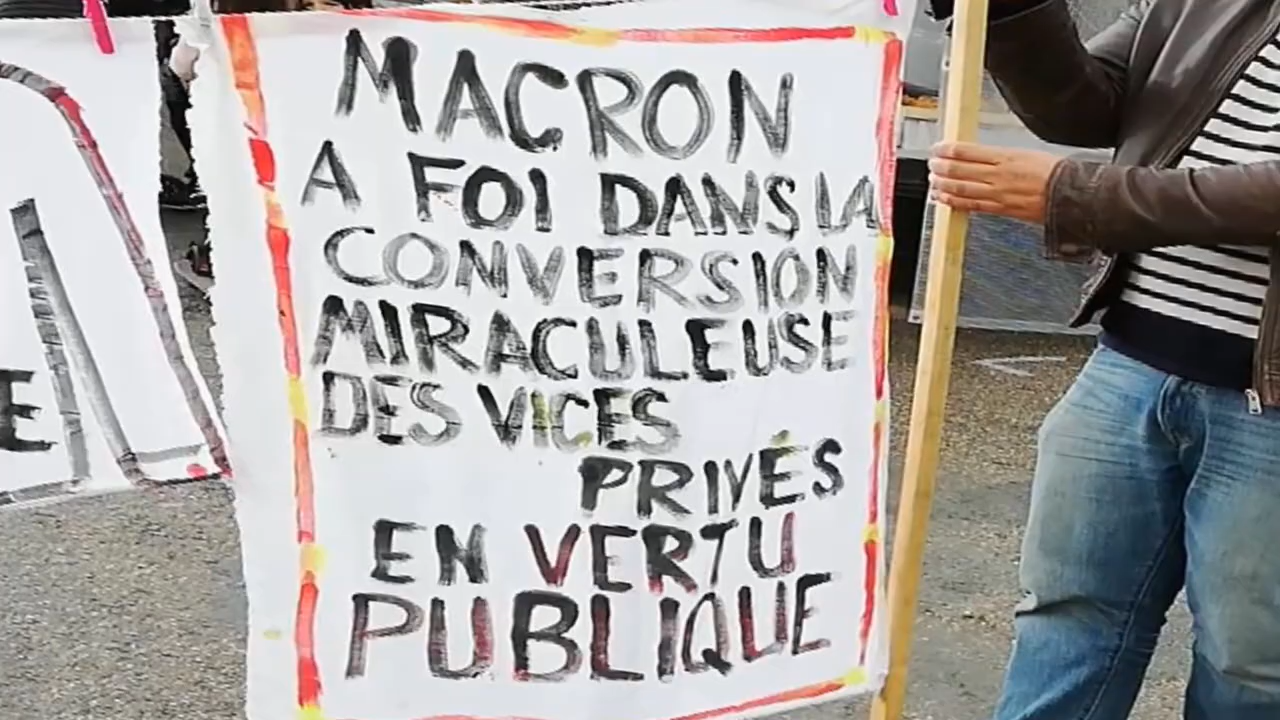 MACRON
A FOI DANS LA
CONVERSION
MIRACULEUSE
DES VICES
PRIVÉS
EN VERTU
PUBLIQUE
E